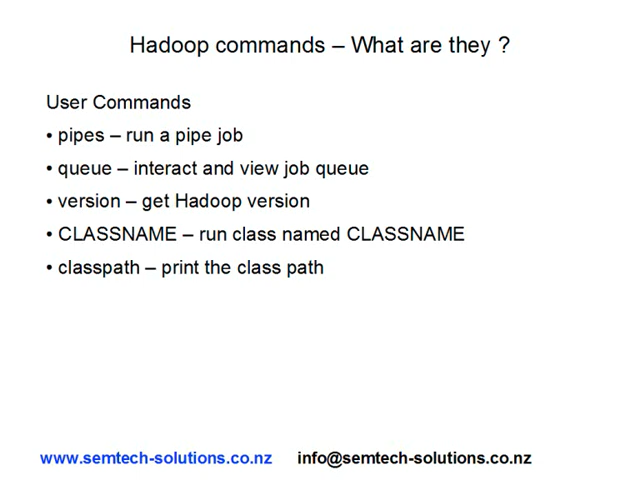 Hadoop commands – What are they ?
User Commands
• pipes – run a pipe job
• queue – interact and view job queue
• version – get Hadoop version
• CLASSNAME – run class named CLASSNAME
• classpath – print the class path
www.semtech-solutions.co.nz info@semtech-solutions.co.nz